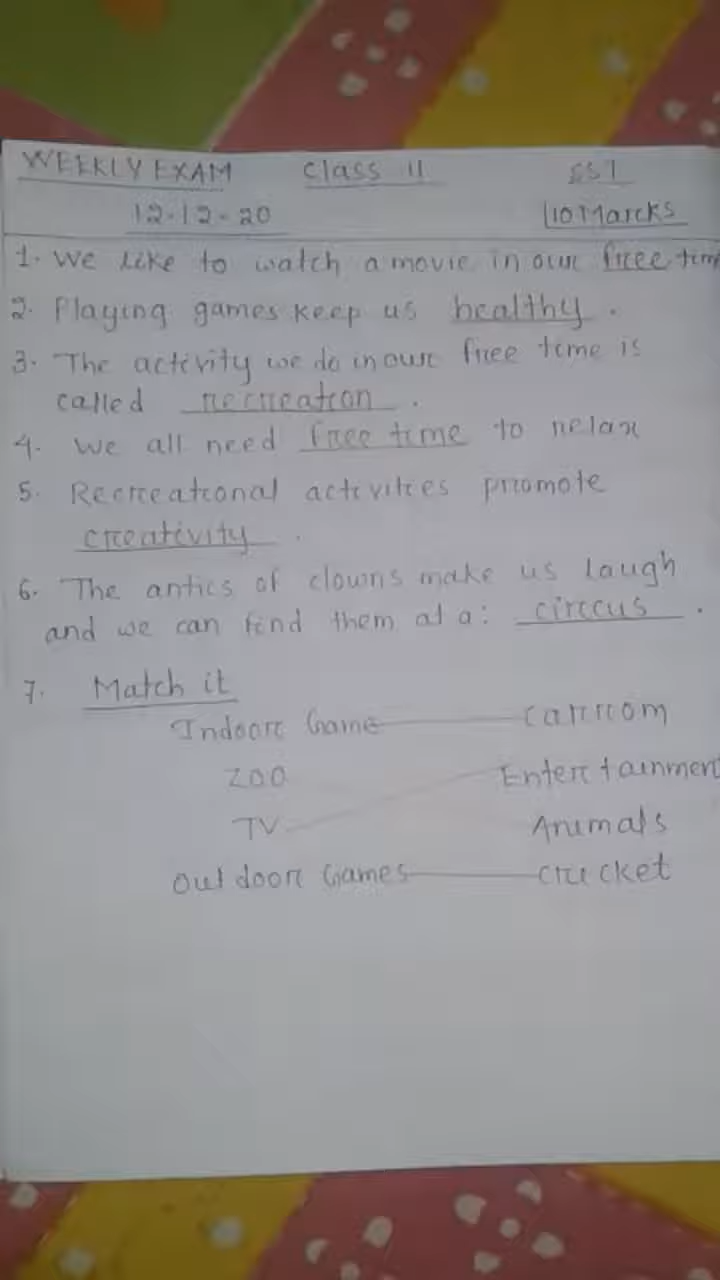 WEEKLY EXAM Class II SST
12-12-20 10 Marks
1. We like to watch a movie in our free tim
2. Playing games keep us healthy.
3. The activity we do in our free time is
called recreation.
4. We all need free time to relax
5. Recreational activities promote
creativity.
6. The antics of clowns make us laugh
and we can find them at a: circus.
7. Match it
Indoor Game Carrom
ZOO Entertainment
TV Animals
Outdoor Games Cricket